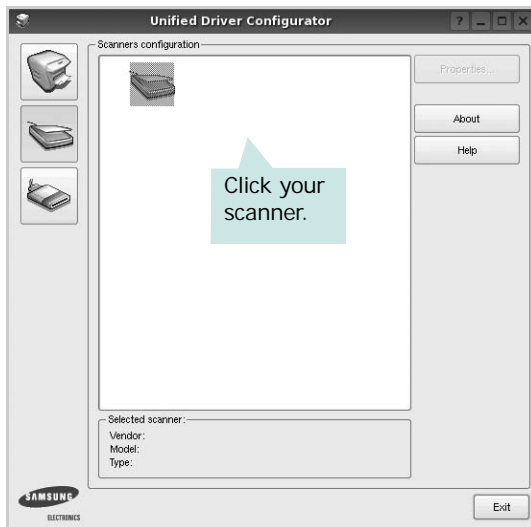 Unified Driver Configurator
Scanners configuration
Properties...
About
Help
Click your
scanner.
Selected scanner:
Vendor:
Model:
Type:
SAMSUNG
ELECTRONICS
Exit